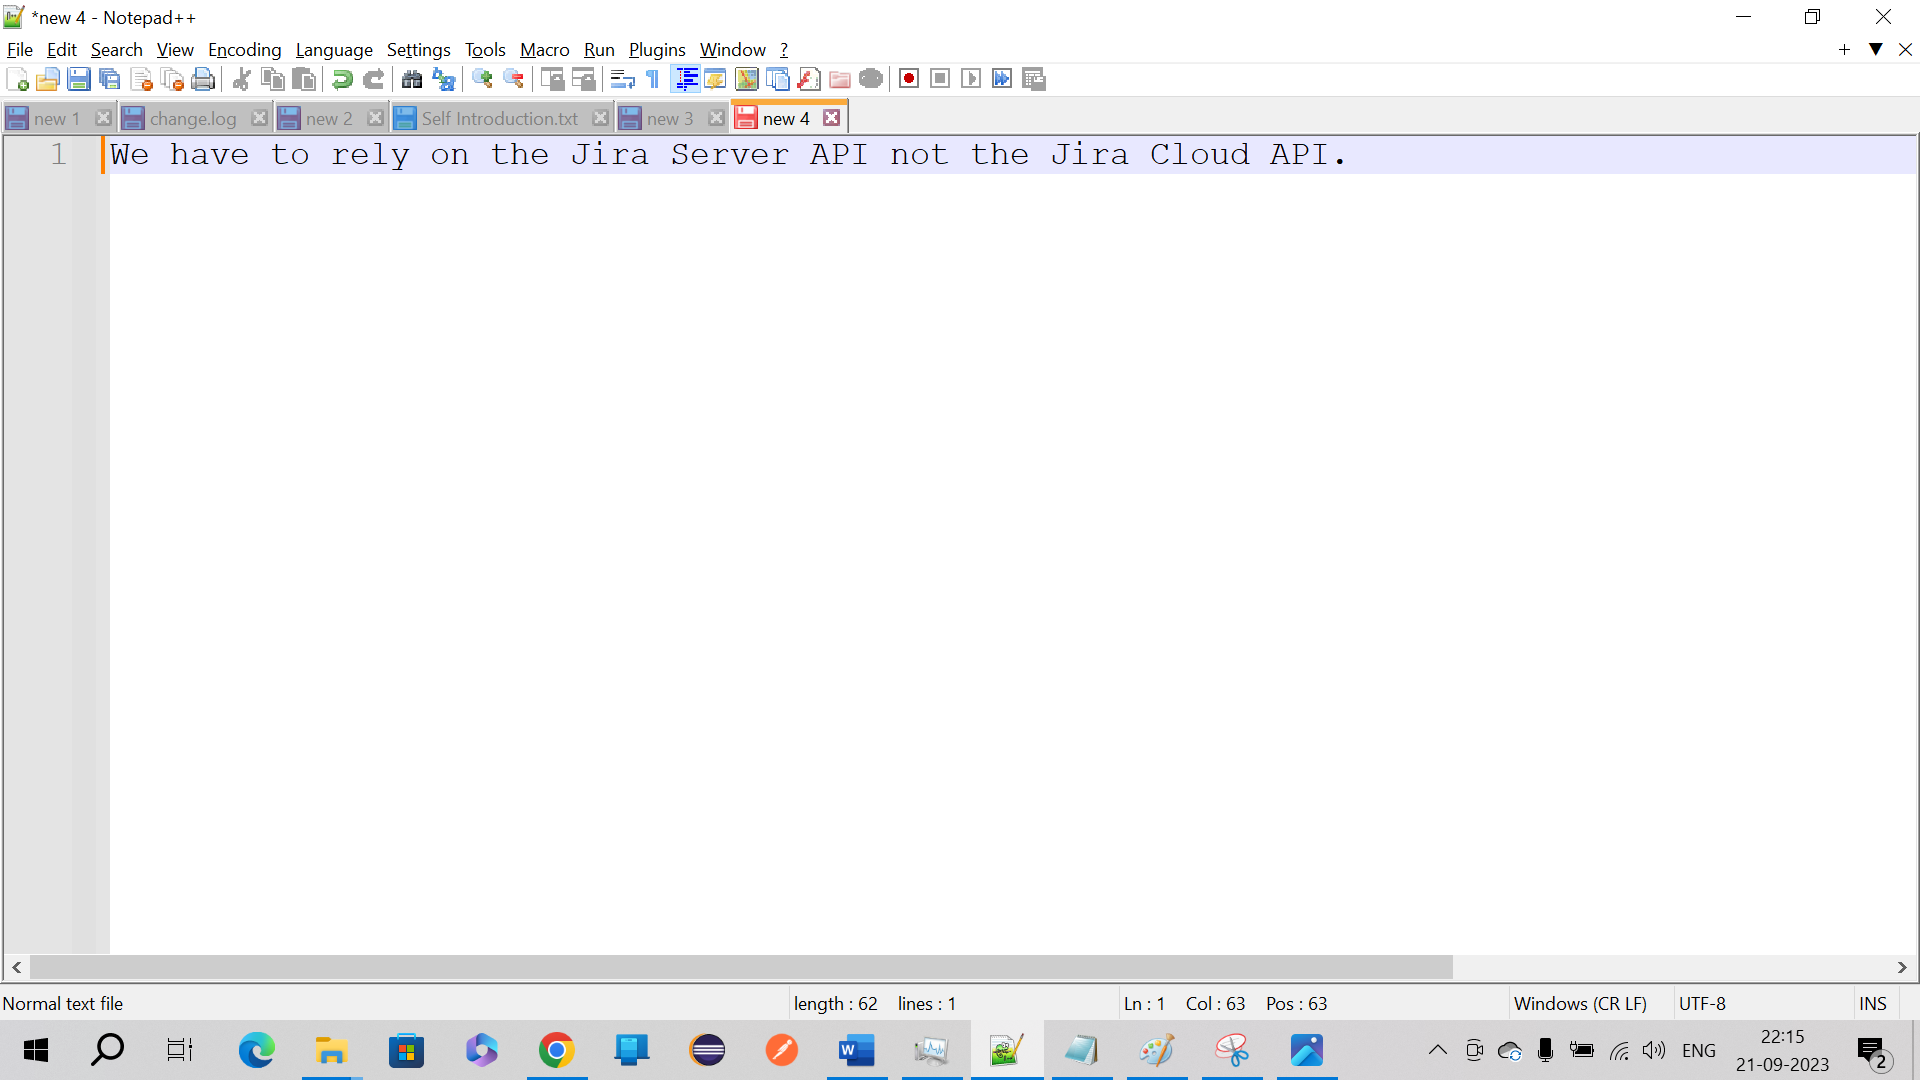 *new 4 - Notepad++
File Edit Search View Encoding Language Settings Tools Macro Run Plugins Window ?
new 1 change.log new 2 Self Introduction.txt new 3 new 4
1 We have to rely on the Jira Server API not the Jira Cloud API.
Normal text file length : 62 lines : 1 Ln : 1 Col : 63 Pos : 63 Windows (CR LF) UTF-8 INS
W ENG 22:15
21-09-2023 2